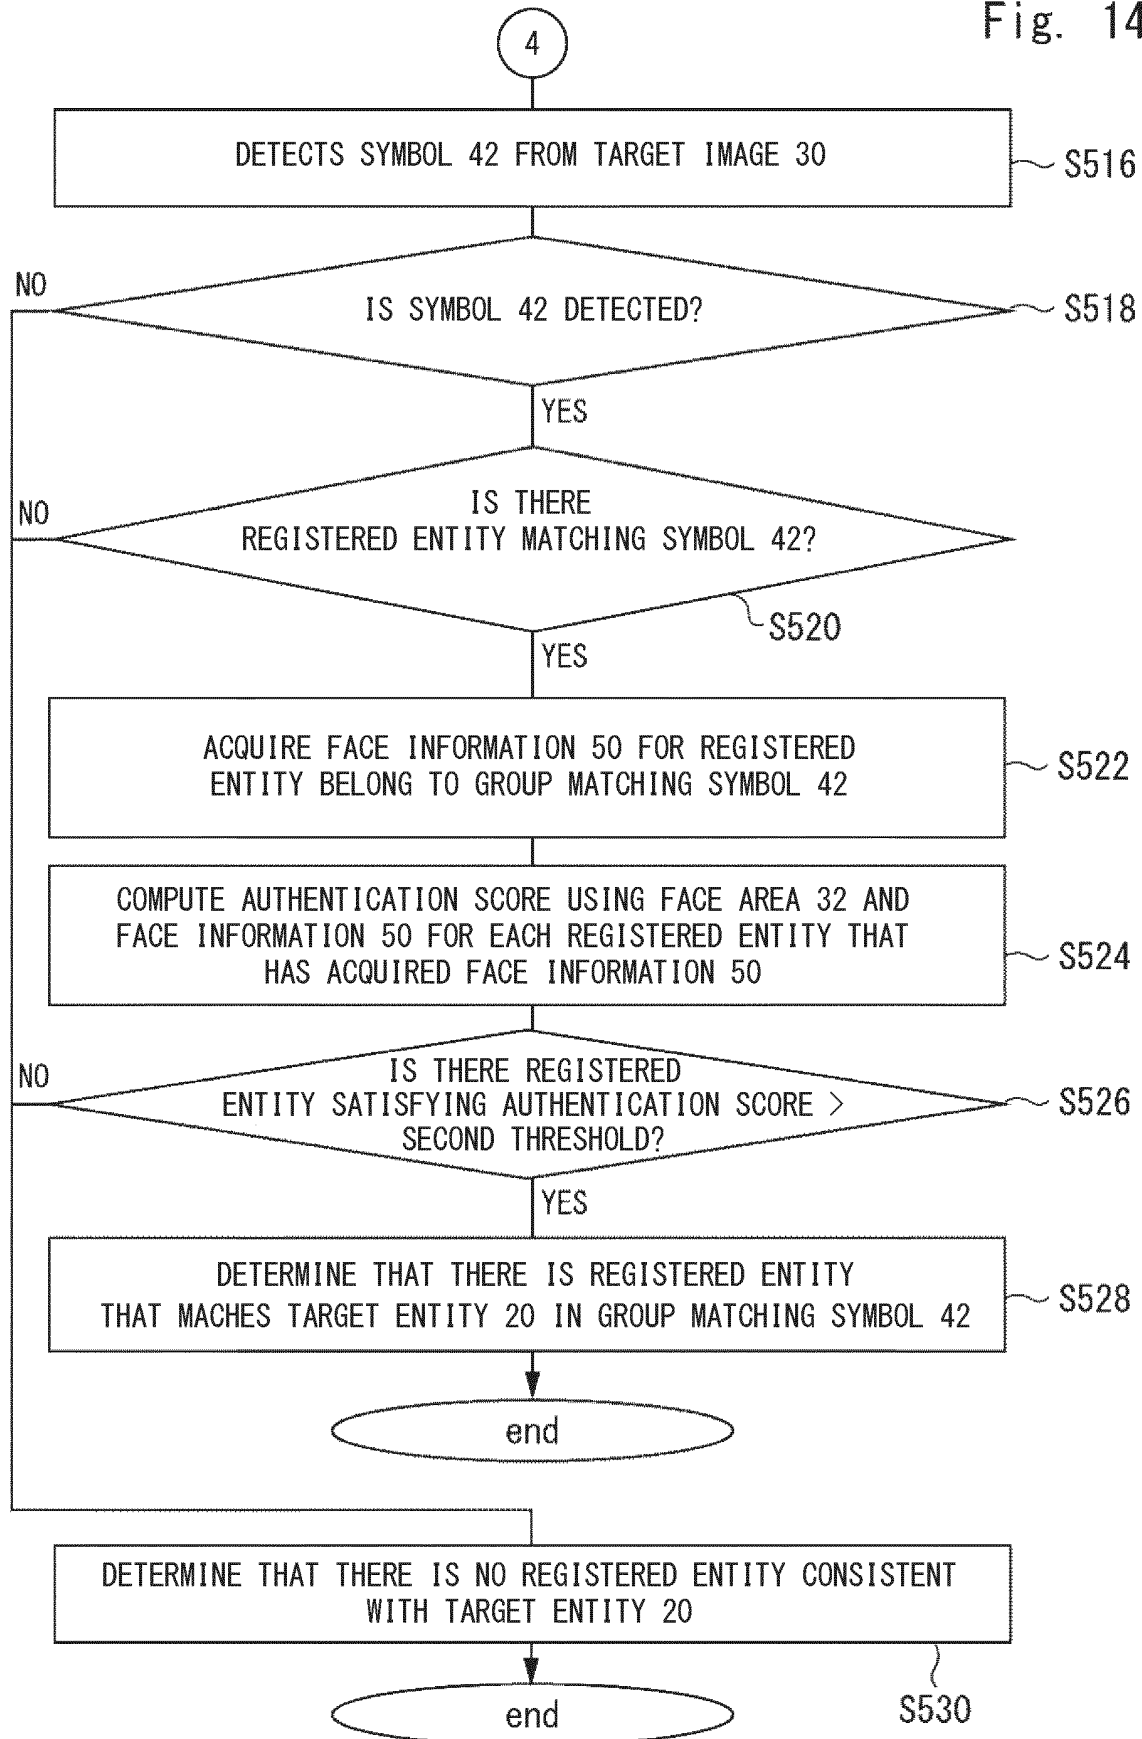 Fig. 14
4
DETECTS SYMBOL 42 FROM TARGET IMAGE 30
S516
NO
IS SYMBOL 42 DETECTED?
S518
YES
NO
IS THERE
REGISTERED ENTITY MATCHING SYMBOL 42?
S520
YES
ACQUIRE FACE INFORMATION 50 FOR REGISTERED
ENTITY BELONG TO GROUP MATCHING SYMBOL 42
S522
COMPUTE AUTHENTICATION SCORE USING FACE AREA 32 AND
FACE INFORMATION 50 FOR EACH REGISTERED ENTITY THAT
HAS ACQUIRED FACE INFORMATION 50
S524
NO
IS THERE REGISTERED
ENTITY SATISFYING AUTHENTICATION SCORE >
SECOND THRESHOLD?
S526
YES
DETERMINE THAT THERE IS REGISTERED ENTITY
THAT MACHES TARGET ENTITY 20 IN GROUP MATCHING SYMBOL 42
S528
end
DETERMINE THAT THERE IS NO REGISTERED ENTITY CONSISTENT
WITH TARGET ENTITY 20
S530
end